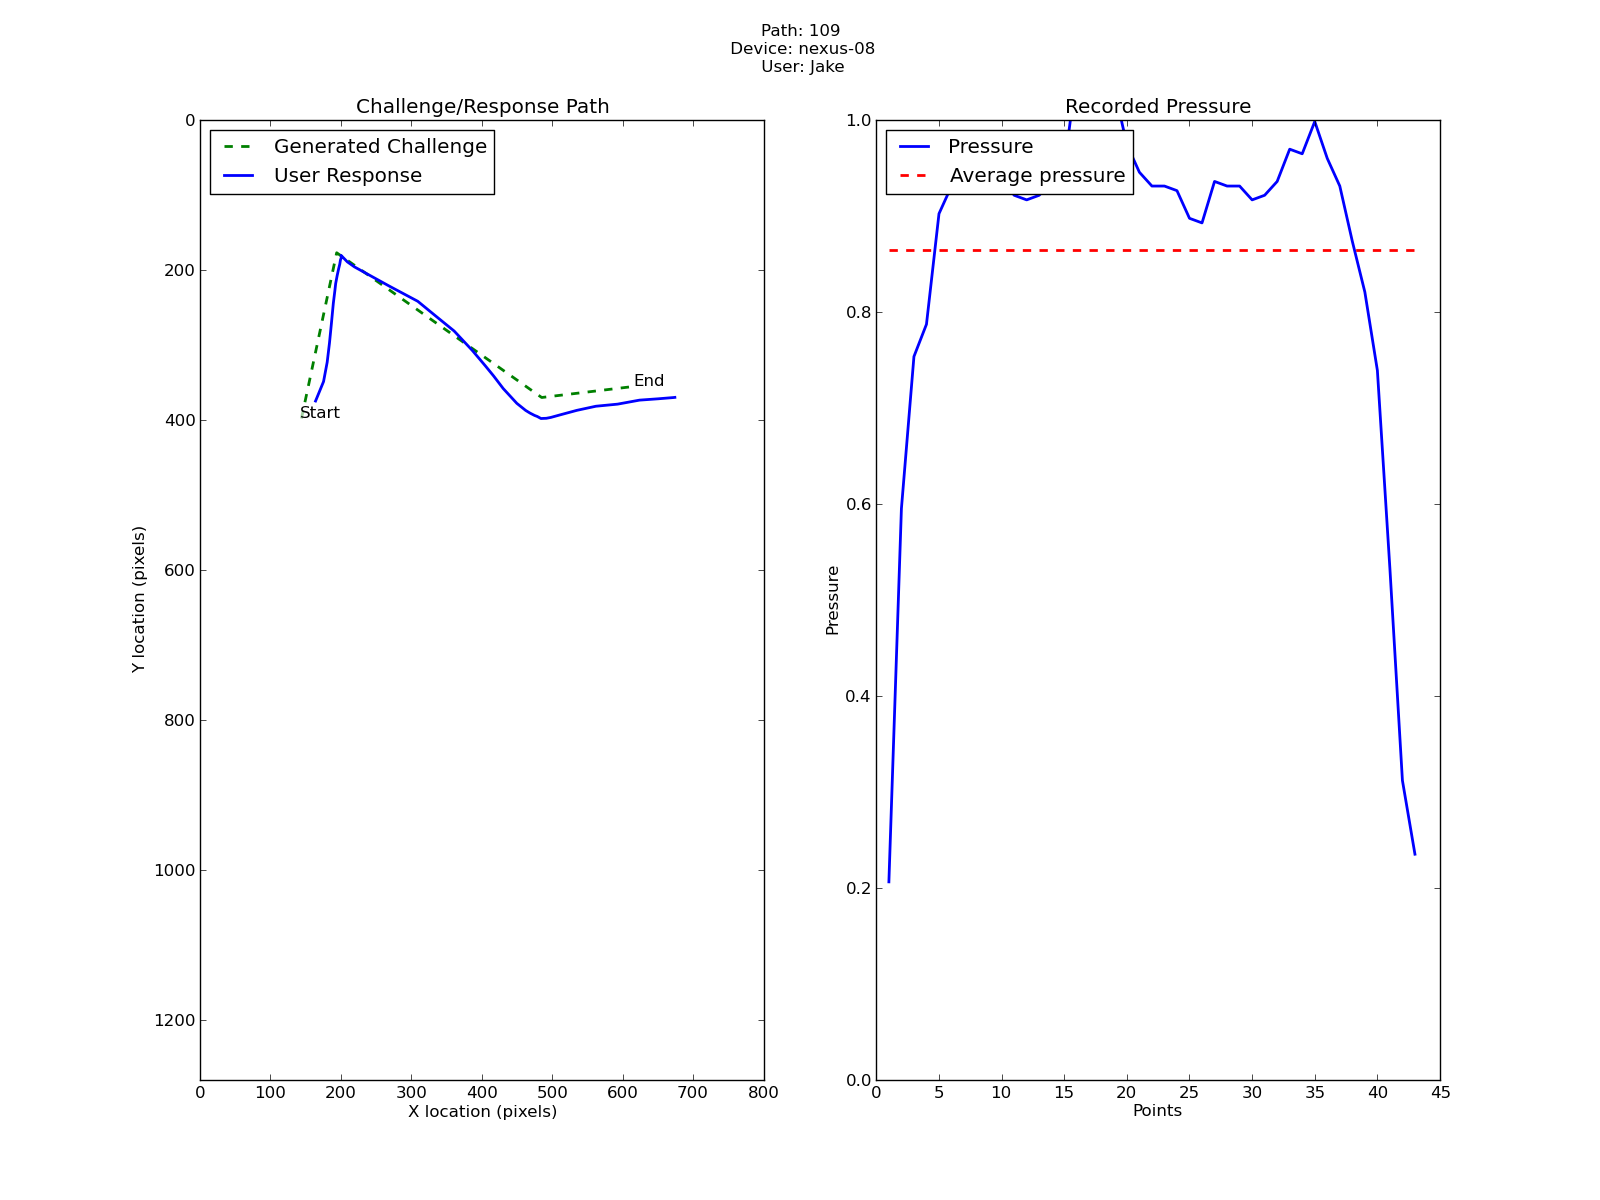 Path: 109
Device: nexus-08
User: Jake
Challenge/Response Path
Generated Challenge
User Response
0
200
400
600
800
1000
1200
Y location (pixels)
Start
End
0 100 200 300 400 500 600 700 800
X location (pixels)
Recorded Pressure
Pressure
Average pressure
1.0
0.8
0.6
0.4
0.2
0.0
Pressure
0 5 10 15 20 25 30 35 40 45
Points